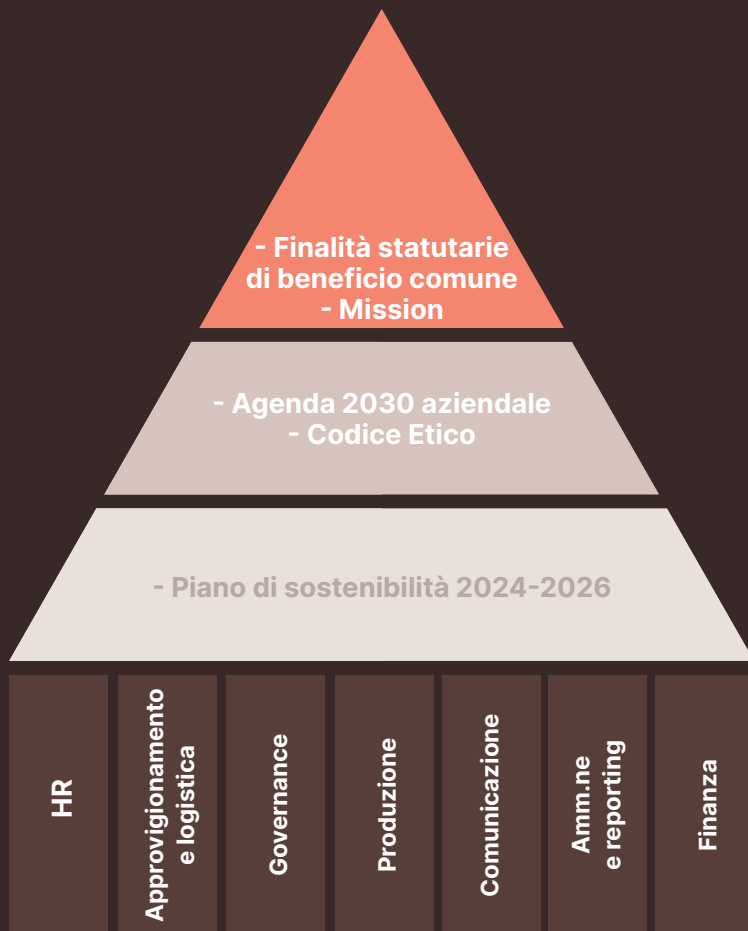 - Finalità statutarie
di beneficio comune
- Mission
- Agenda 2030 aziendale
- Codice Etico
- Piano di sostenibilità 2024-2026
HR
Approvigionamento
e logistica
Governance
Produzione
Comunicazione
Amm.ne
e reporting
Finanza